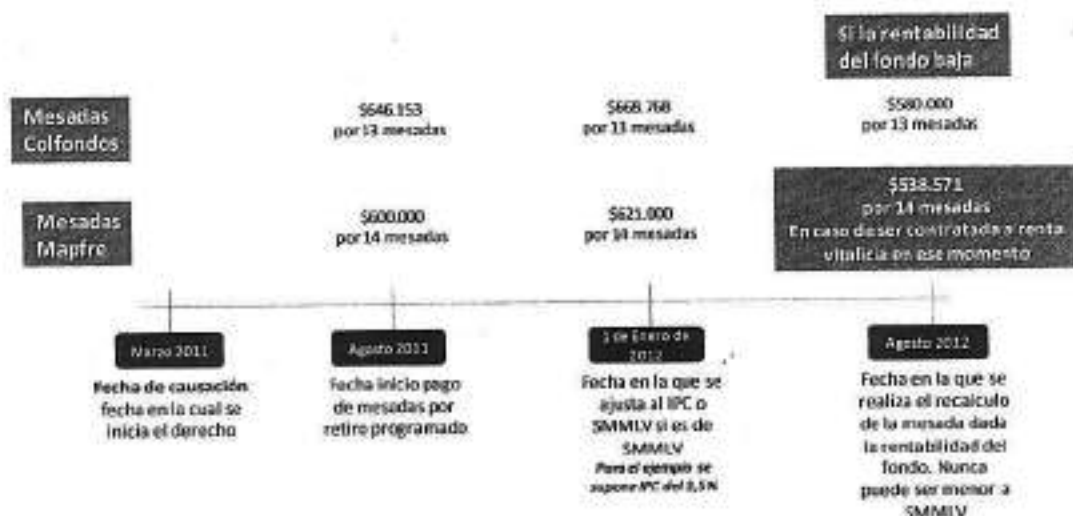 Si la rentabilidad
del fondo baja
Mesadas
Colfondos
$646.153
por 13 mesadas
$668.768
por 13 mesadas
$580.000
por 13 mesadas
Mesadas
Mapfre
$600.000
por 14 mesadas
$621.000
por 14 mesadas
$538.571
por 14 mesadas
En caso de ser contratada a renta
vitalicia en ese momento
Marzo 2011
Fecha de causación
fecha en la cual se
inicia el derecho
Agosto 2011
Fecha inicio pago
de mesadas por
retiro programado
1 de Enero de
2012
Fecha en la que se
ajusta al IPC o
SMMLV si es de
SMMLV
Para el ejemplo se
supone IPC del 3,5%
Agosto 2012
Fecha en la que se
realiza el recalculo
de la mesada dada
la rentabilidad del
fondo. Nunca
puede ser menor a
SMMLV